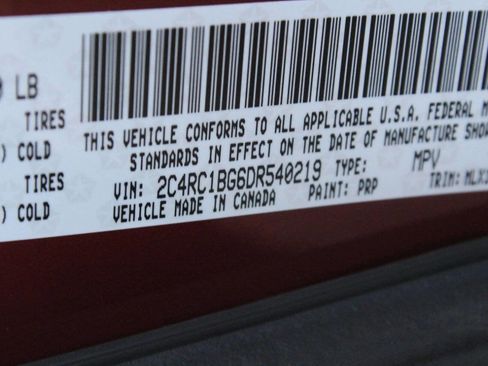 LB
TIRES
COLD
TIRES
COLD
THIS VEHICLE CONFORMS TO ALL APPLICABLE U.S.A. FEDERAL
STANDARDS IN EFFECT ON THE DATE OF MANUFACTURE
VIN: 2C4RC1BG6DR540219 TYPE: MPV
VEHICLE MADE IN CANADA PAINT: PRP TRIM: